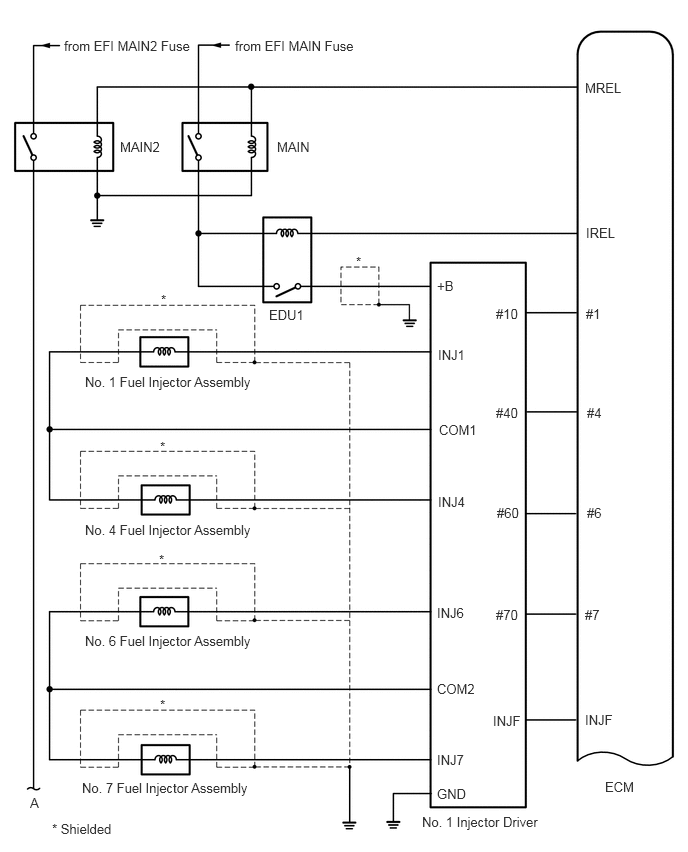 from EFI MAIN2 Fuse
from EFI MAIN Fuse
MREL
MAIN2
MAIN
IREL
*
+B
EDU1
#10
#1
*
INJ1
No. 1 Fuel Injector Assembly
#40
#4
COM1
*
INJ4
#60
#6
No. 4 Fuel Injector Assembly
*
INJ6
#70
#7
No. 6 Fuel Injector Assembly
COM2
*
INJF
INJF
INJ7
No. 7 Fuel Injector Assembly
ECM
GND
A
No. 1 Injector Driver
* Shielded